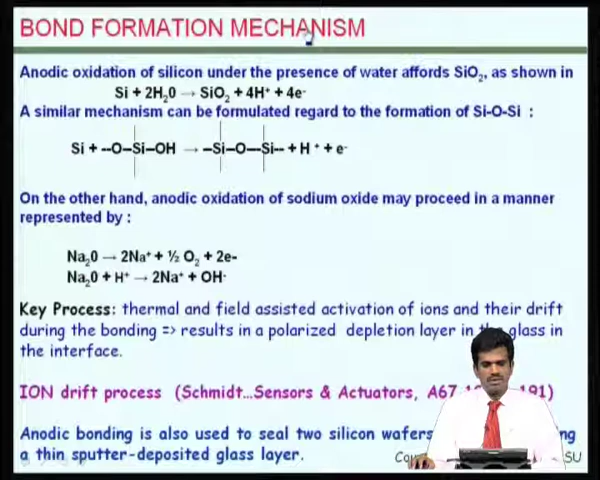 BOND FORMATION MECHANISM
Anodic oxidation of silicon under the presence of water affords SiO₂, as shown in
Si + 2H₂0 → SiO₂ + 4H⁺ + 4e⁻
A similar mechanism can be formulated regard to the formation of Si-O-Si :
Si + --O–Si–OH → –Si–O—Si-- + H ⁺ + e⁻
On the other hand, anodic oxidation of sodium oxide may proceed in a manner
represented by :
Na₂0 → 2Na⁺ + ½ O₂ + 2e-
Na₂0 + H⁺ → 2Na⁺ + OH⁻
Key Process: thermal and field assisted activation of ions and their drift
during the bonding => results in a polarized depletion layer in the glass in
the interface.
ION drift process (Schmidt...Sensors & Actuators, A67 191)
Anodic bonding is also used to seal two silicon wafers
a thin sputter-deposited glass layer. SU